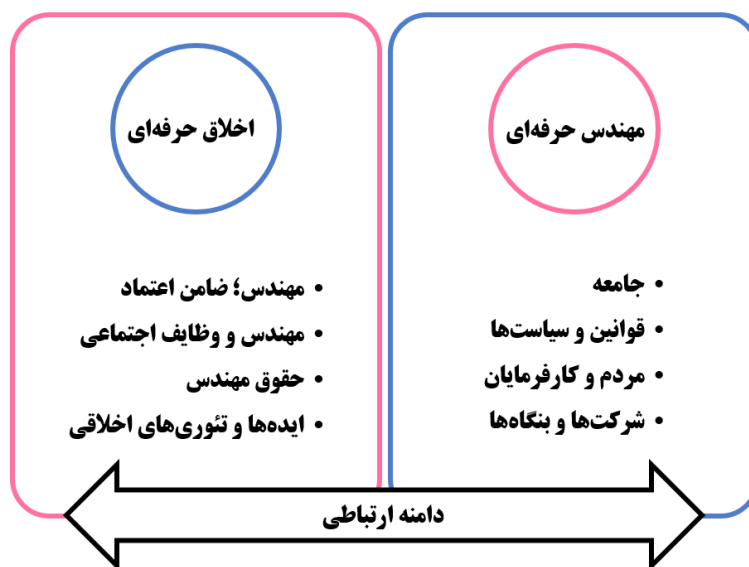 مهندس حرفه‌ای
جامعه
قوانین و سیاست‌ها
مردم و کارفرمایان
شرکت‌ها و بنگاه‌ها
اخلاق حرفه‌ای
مهندس؛ ضامن اعتماد
مهندس و وظایف اجتماعی
حقوق مهندس
ایده‌ها و تئوری‌های اخلاقی
دامنه ارتباطی